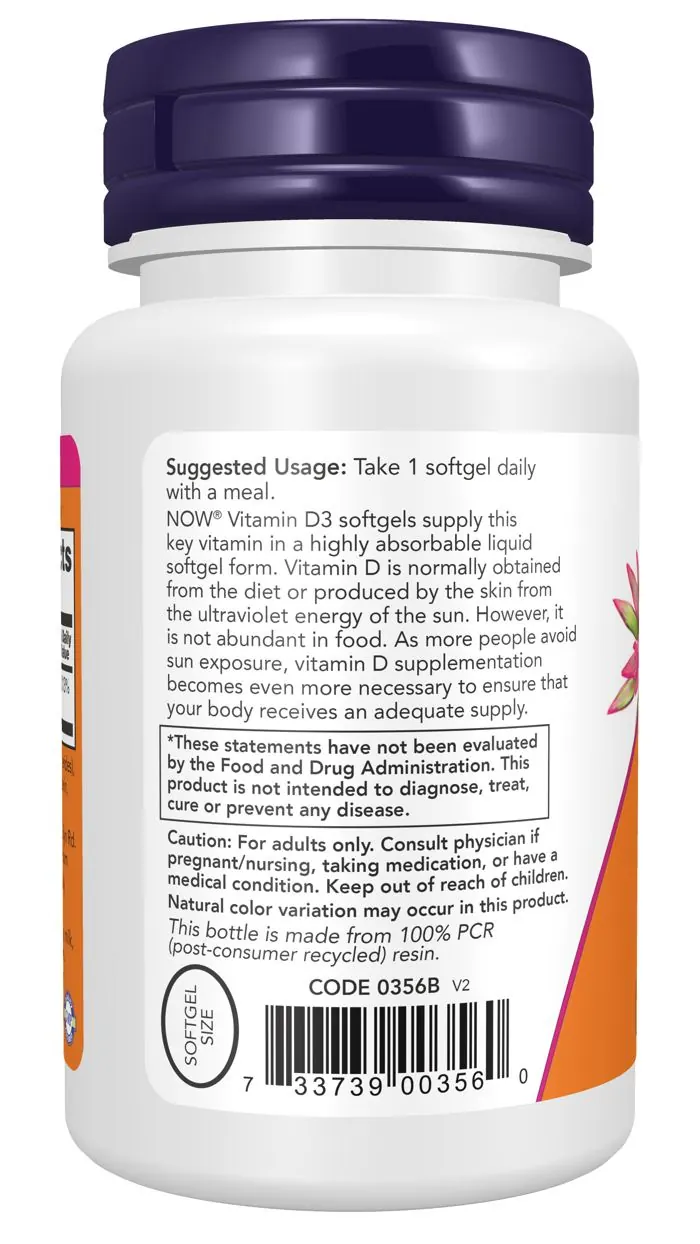 Suggested Usage: Take 1 softgel daily
with a meal.
NOW® Vitamin D3 softgels supply this
key vitamin in a highly absorbable liquid
softgel form. Vitamin D is normally obtained
from the diet or produced by the skin from
the ultraviolet energy of the sun. However, it
is not abundant in food. As more people avoid
sun exposure, vitamin D supplementation
becomes even more necessary to ensure that
your body receives an adequate supply.
*These statements have not been evaluated
by the Food and Drug Administration. This
product is not intended to diagnose, treat,
cure or prevent any disease.
Caution: For adults only. Consult physician if
pregnant/nursing, taking medication, or have a
medical condition. Keep out of reach of children.
Natural color variation may occur in this product.
This bottle is made from 100% PCR
(post-consumer recycled) resin.
CODE 0356B V2
SOFTGEL
SIZE
7 33739 00356 0